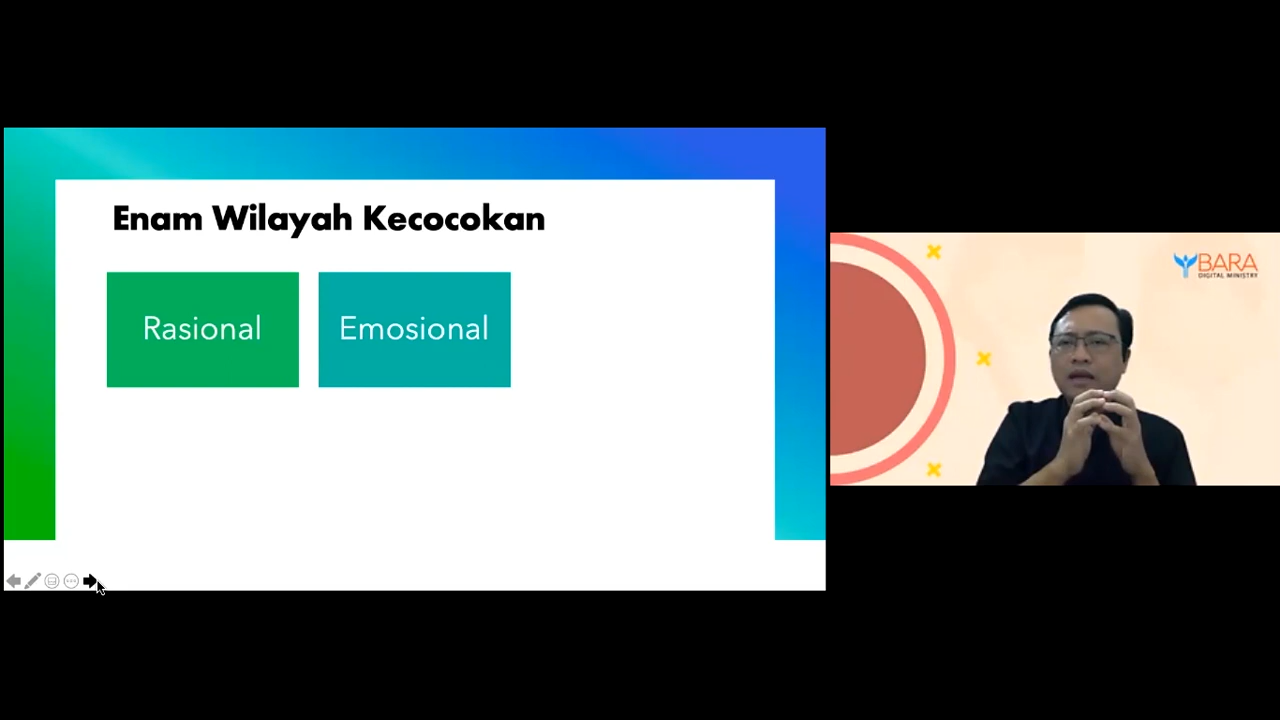 Enam Wilayah Kecocokan
Rasional
Emosional
BARA
DIGITAL MINISTRY